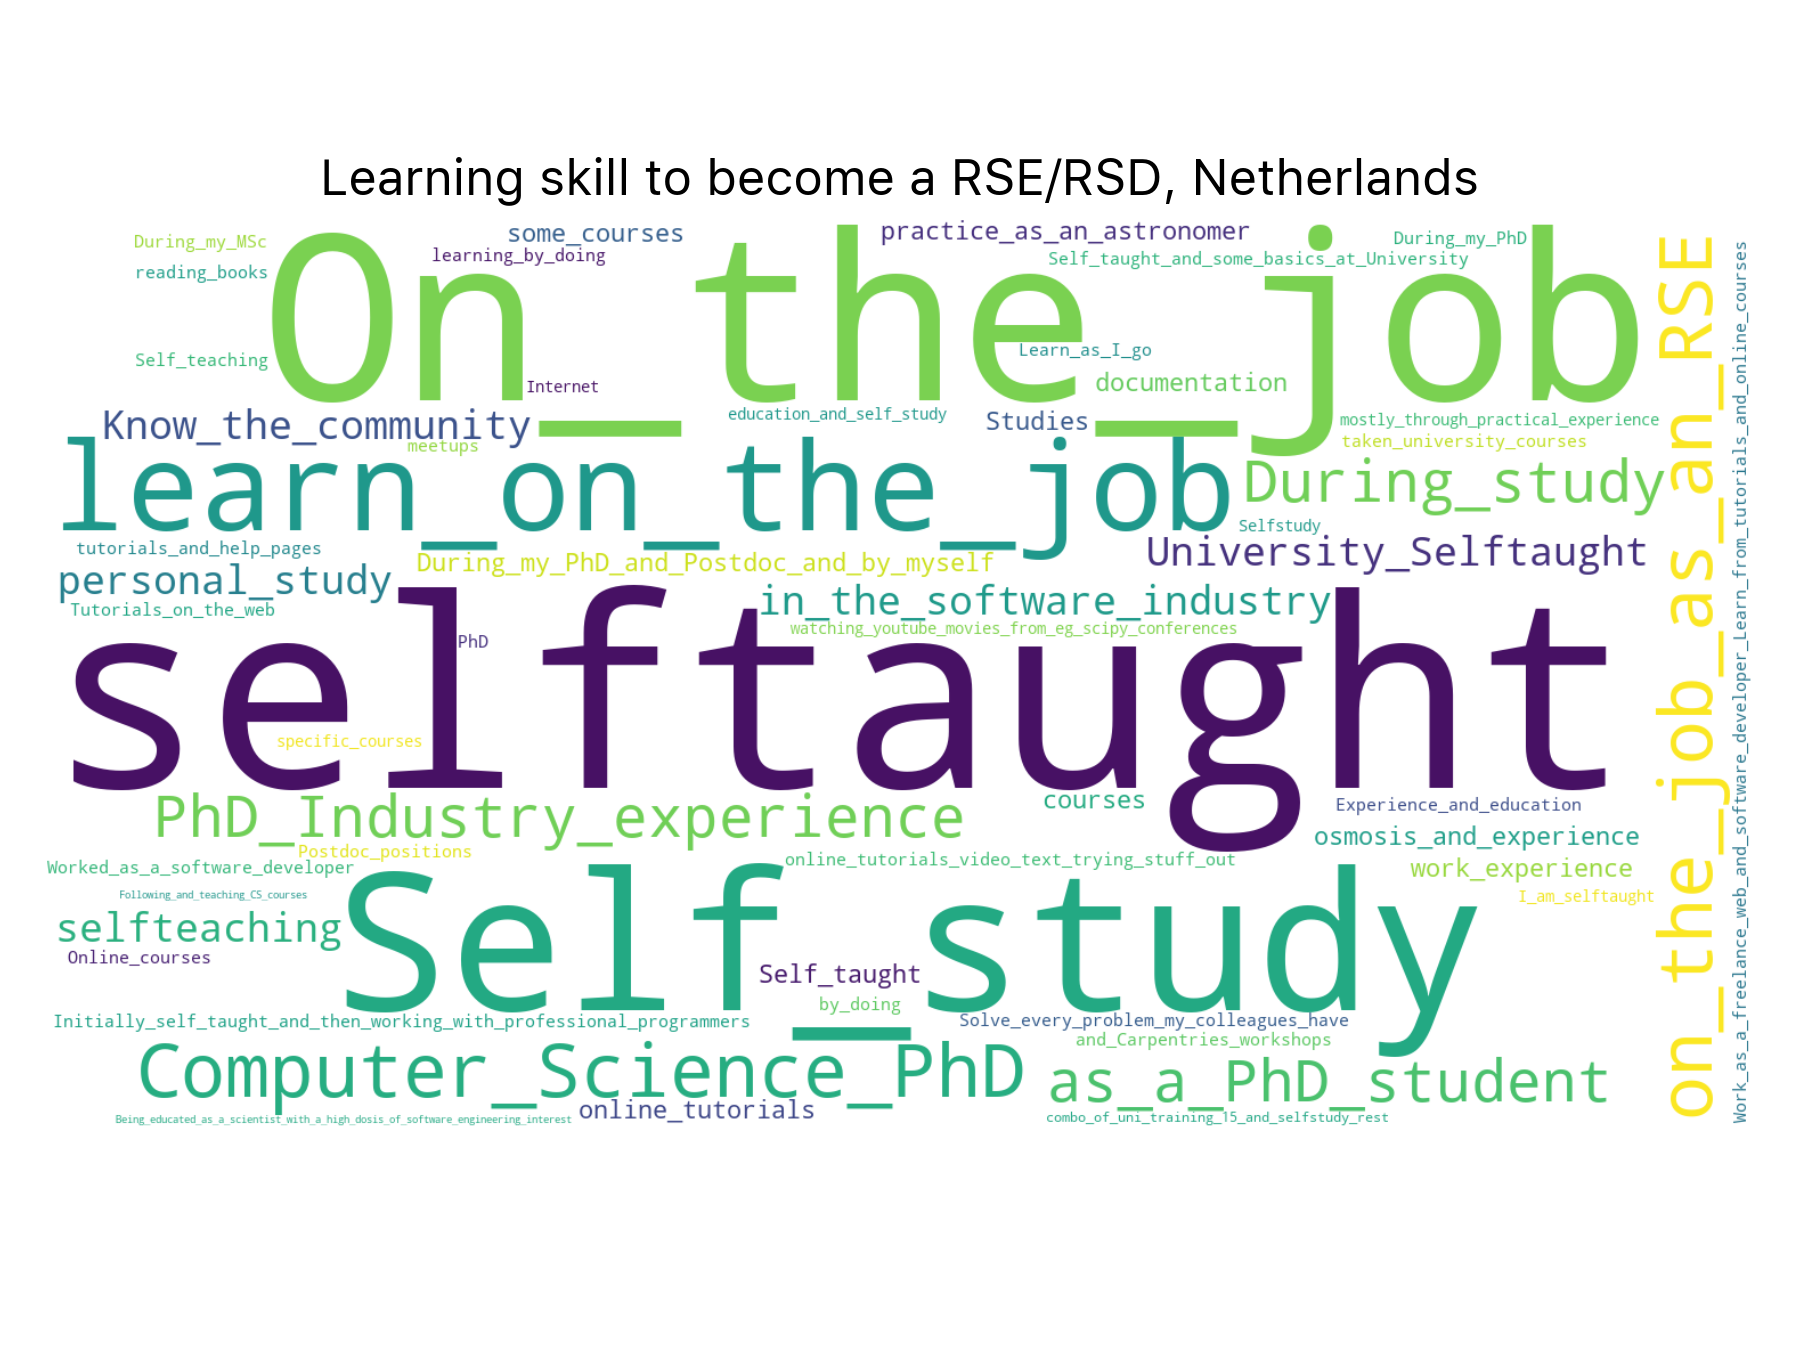 Learning skill to become a RSE/RSD, Netherlands
During_my_MSc
some_courses
practice_as_an_astronomer
During_my_PhD
learning_by_doing
Self_taught_and_some_basics_at_University
reading_books
On_the_job
Self_teaching
Learn_as_I_go
Internet
documentation
Know_the_community
education_and_self_study
Studies
mostly_through_practical_experience
meetups
taken_university_courses
learn_on_the_job
During_study
Selfstudy
tutorials_and_help_pages
During_my_PhD_and_Postdoc_and_by_myself
University_Selftaught
personal_study
in_the_software_industry
Tutorials_on_the_web
watching_youtube_movies_from_eg_scipy_conferences
PhD
selftaught
specific_courses
PhD_Industry_experience
courses
Experience_and_education
osmosis_and_experience
Postdoc_positions
Worked_as_a_software_developer
online_tutorials_video_text_trying_stuff_out
work_experience
Following_and_teaching_CS_courses
I_am_selftaught
selfteaching
Self_study
Online_courses
Self_taught
by_doing
Initially_self_taught_and_then_working_with_professional_programmers
Solve_every_problem_my_colleagues_have
and_Carpentries_workshops
Computer_Science_PhD
as_a_PhD_student
online_tutorials
Being_educated_as_a_scientist_with_a_high_dosis_of_software_engineering_interest
combo_of_uni_training_15_and_selfstudy_rest
on_the_job_as_an_RSE
Work_as_a_freelance_web_and_software_developer_Learn_from_tutorials_and_online_courses